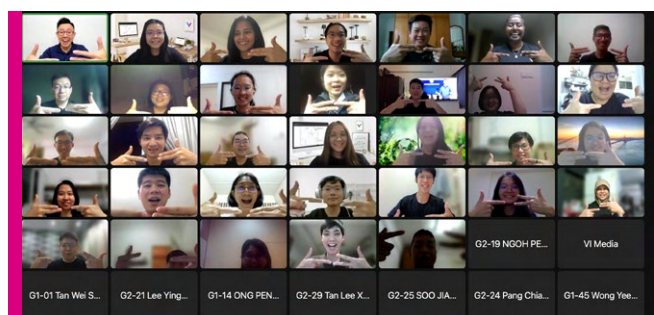 G2-19 NGOH PE...
VI Media
G1-01 Tan Wei S...
G2-21 Lee Ying...
G1-14 ONG PEN...
G2-29 Tan Lee X...
G2-25 SOO JIA...
G2-24 Pang Chia...
G1-45 Wong Yee...